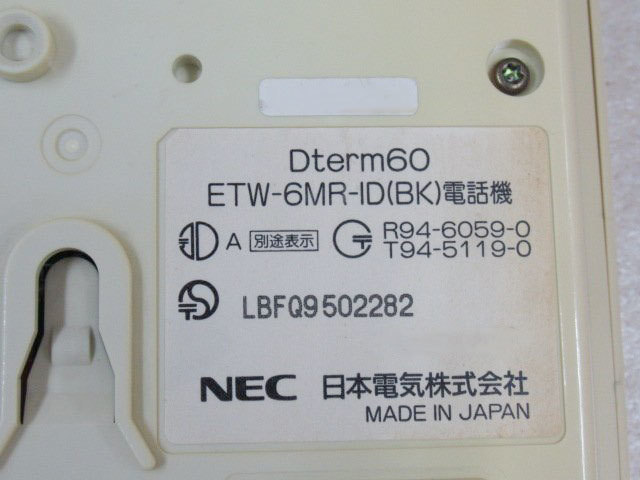 Dterm60
ETW-6MR-ID(BK)電話機
A 別途表示 R94-6059-0
T94-5119-0
LBFQ9502282
NEC 日本電気株式会社
MADE IN JAPAN